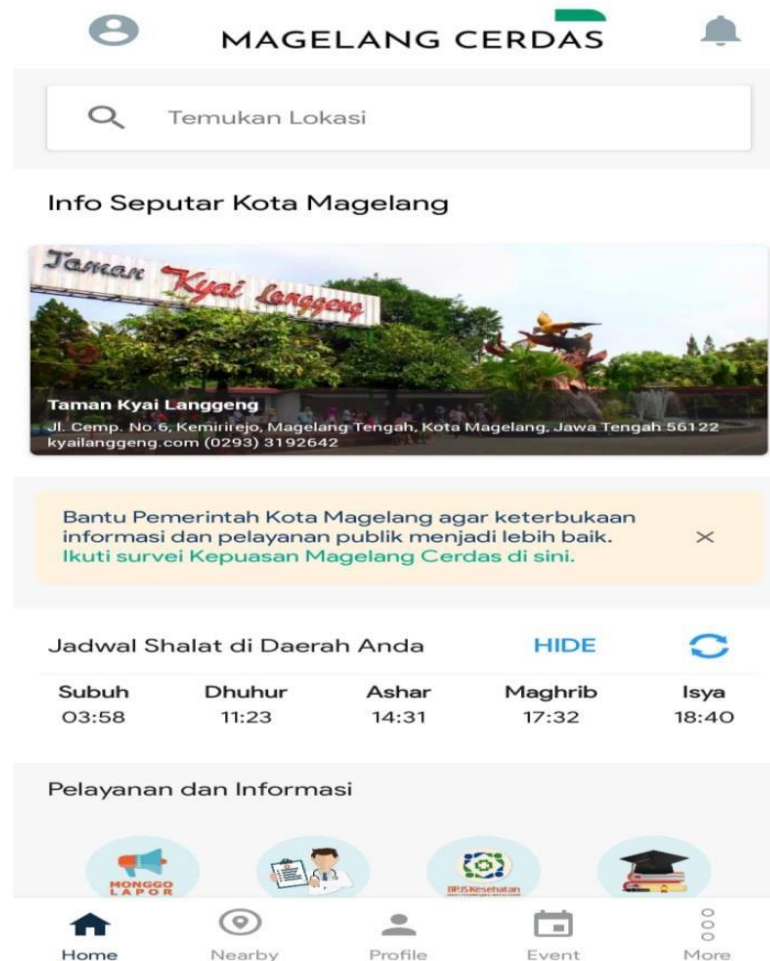 MAGELANG CERDAS
Temukan Lokasi
Info Seputar Kota Magelang
Taman Kyai Langgeng
Taman Kyai Langgeng
Jl. Cemp. No.6, Kemirirejo, Magelang Tengah, Kota Magelang, Jawa Tengah 56122
kyailanggeng.com (0293) 3192642
Bantu Pemerintah Kota Magelang agar keterbukaan
informasi dan pelayanan publik menjadi lebih baik.
Ikuti survei Kepuasan Magelang Cerdas di sini.
Jadwal Shalat di Daerah Anda HIDE
Subuh Dhuhur Ashar Maghrib Isya
03:58 11:23 14:31 17:32 18:40
Pelayanan dan Informasi
MONGGO
LAPOR
BPJS Kesehatan
Home Nearby Profile Event More